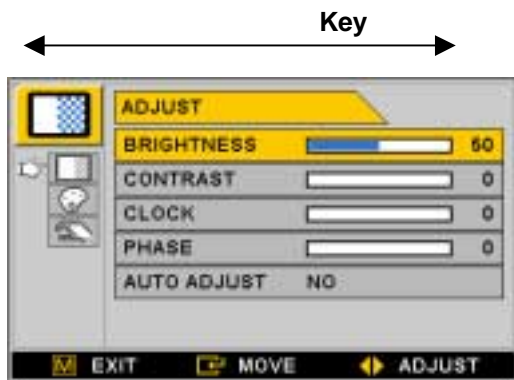 Key
ADJUST
BRIGHTNESS 50
CONTRAST 0
CLOCK 0
PHASE 0
AUTO ADJUST NO
M EXIT MOVE ADJUST